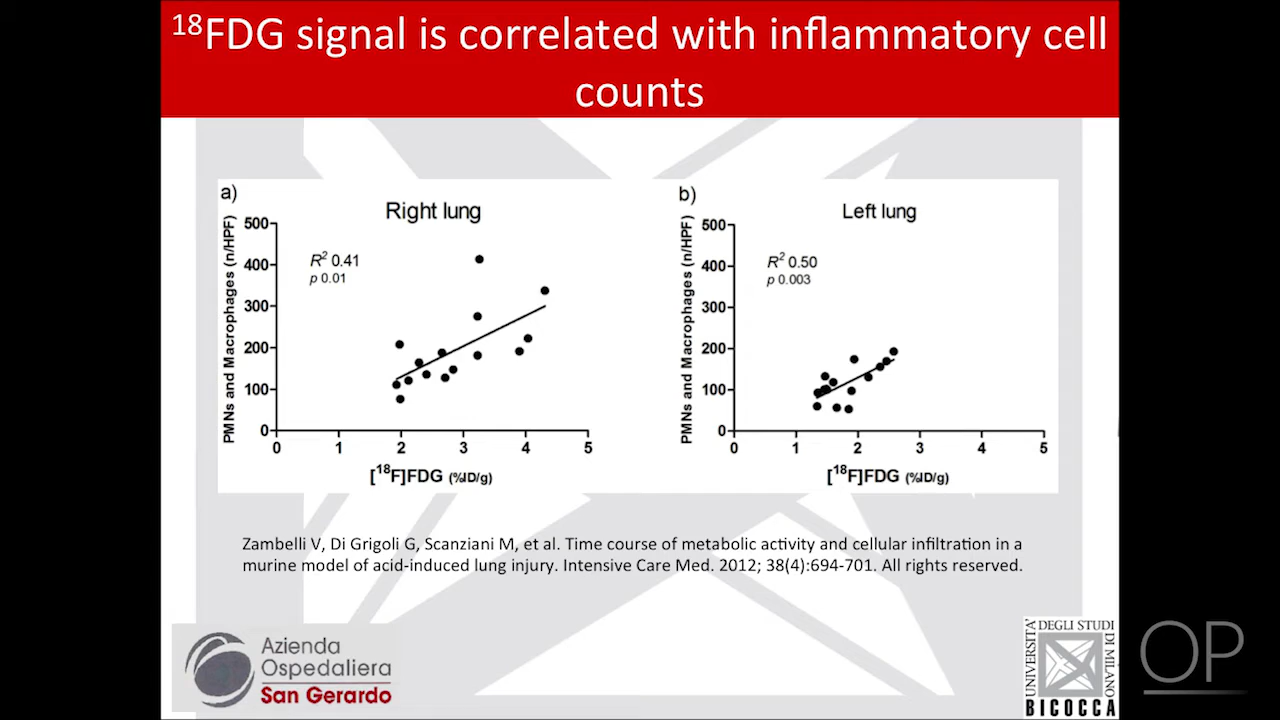 18FDG signal is correlated with inflammatory cell
counts
a)
Right lung
PMNs and Macrophages (n/HPF)
500
400
300
200
100
0
R2 0.41
p 0.01
0 1 2 3 4 5
[18F]FDG (%ID/g)
b)
Left lung
PMNs and Macrophages (n/HPF)
500
400
300
200
100
0
R2 0.50
p 0.003
0 1 2 3 4 5
[18F]FDG (%ID/g)
Zambelli V, Di Grigoli G, Scanziani M, et al. Time course of metabolic activity and cellular infiltration in a
murine model of acid-induced lung injury. Intensive Care Med. 2012; 38(4):694-701. All rights reserved.
Azienda
Ospedaliera
San Gerardo
UNIVERSITA'
DEGLI STUDI
DI MILANO
BICOCCA
OP